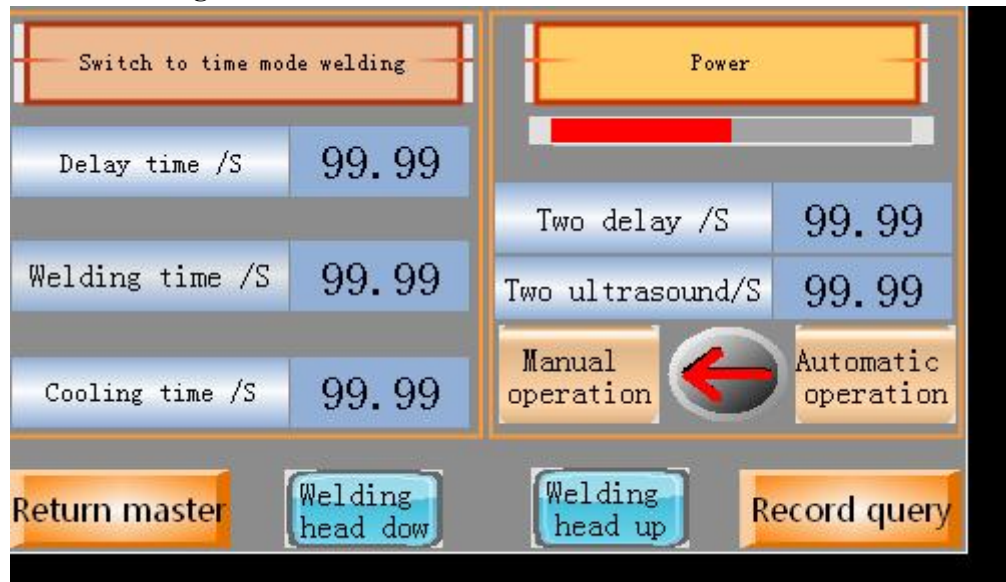 Switch to time mode welding
Delay time /S
99.99
Welding time /S
99.99
Cooling time /S
99.99
Power
Two delay /S
99.99
Two ultrasound/S
99.99
Manual
operation
Automatic
operation
Return master
Welding
head dow
Welding
head up
Record query